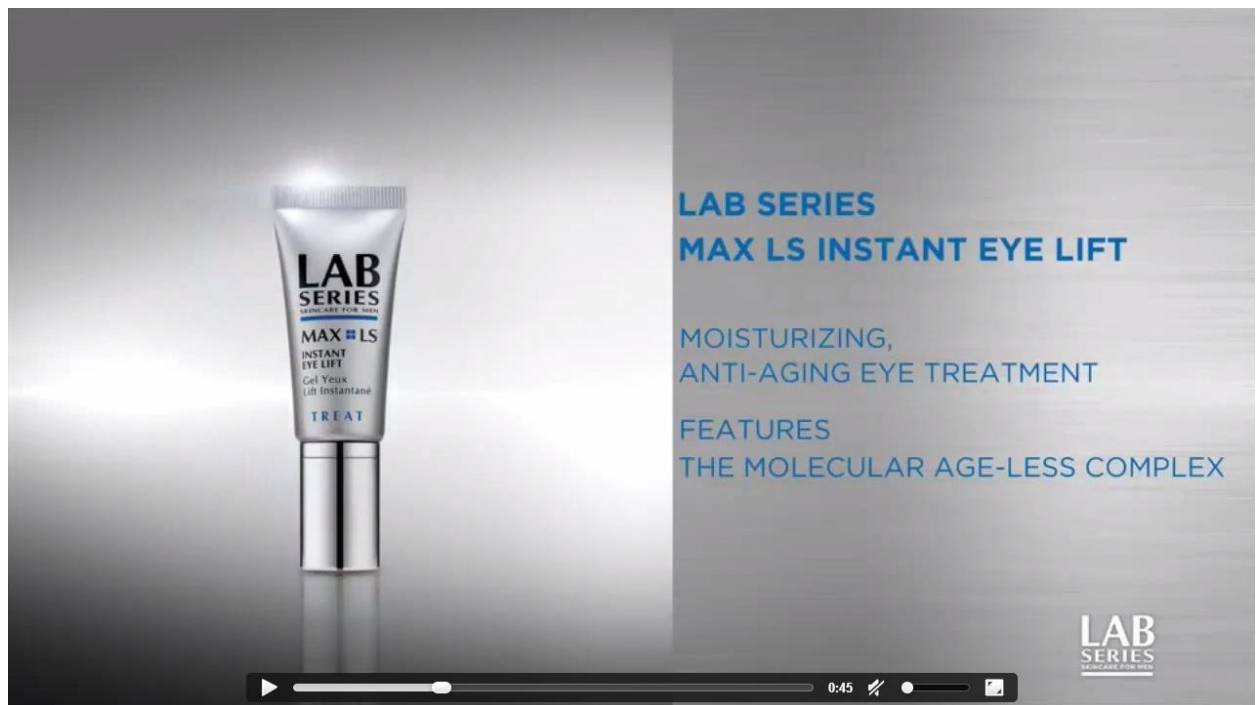 LAB
SERIES
SKINCARE FOR MEN
MAX LS
INSTANT
EYE LIFT
Gel Yeux
Lift Instantané
TREAT
LAB SERIES
MAX LS INSTANT EYE LIFT
MOISTURIZING,
ANTI-AGING EYE TREATMENT
FEATURES
THE MOLECULAR AGE-LESS COMPLEX
LAB
SERIES
SKINCARE FOR MEN
0:45